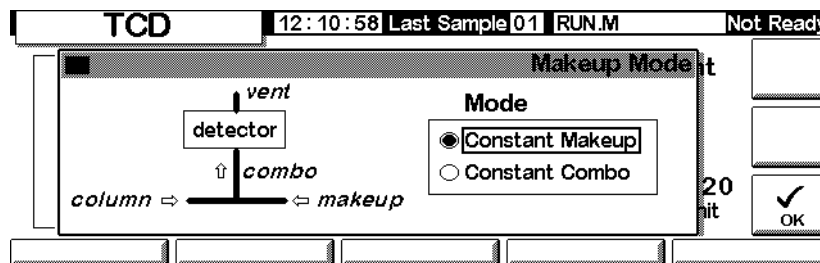 TCD 12:10:58 Last Sample 01 RUN.M Not Ready
Makeup Mode
vent
detector
combo
column ⇨ ⇦ makeup
Mode
Constant Makeup
Constant Combo
20
OK